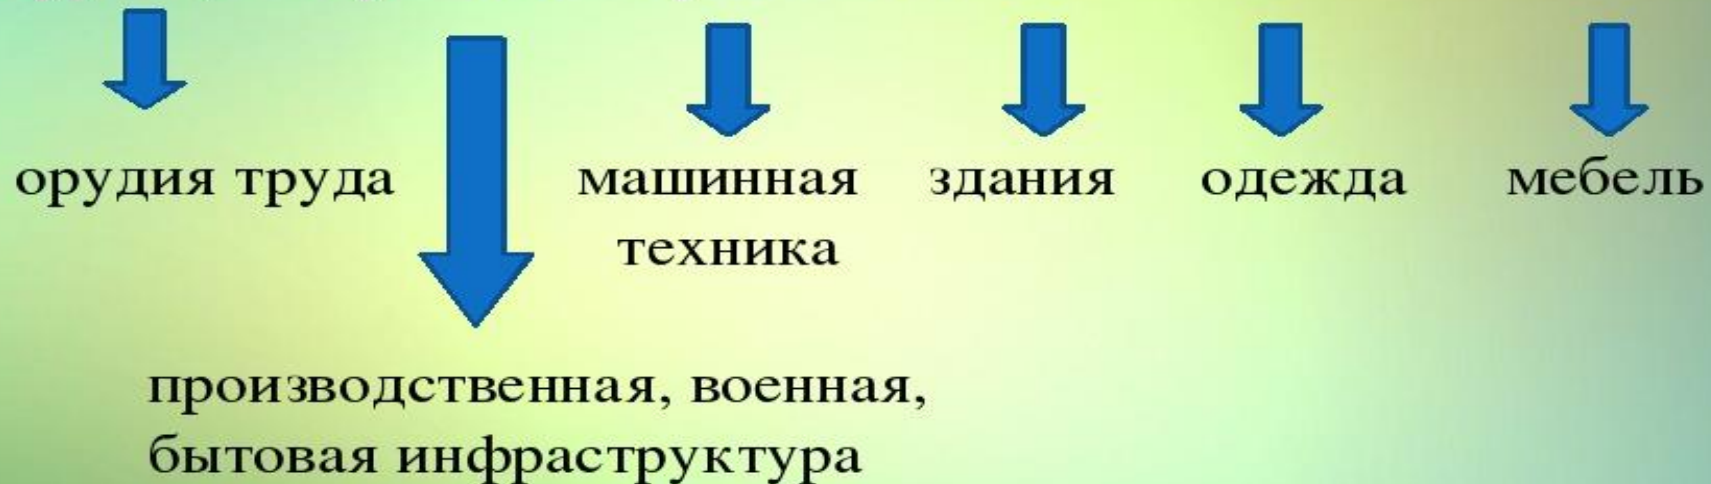 орудия труда
машинная
техника
здания
одежда
мебель
производственная, военная,
бытовая инфраструктура